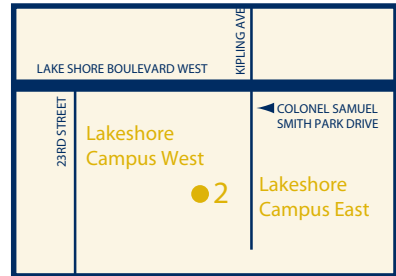 KIPLING AVE
LAKE SHORE BOULEVARD WEST
23RD STREET
COLONEL SAMUEL
SMITH PARK DRIVE
Lakeshore
Campus West
2
Lakeshore
Campus East